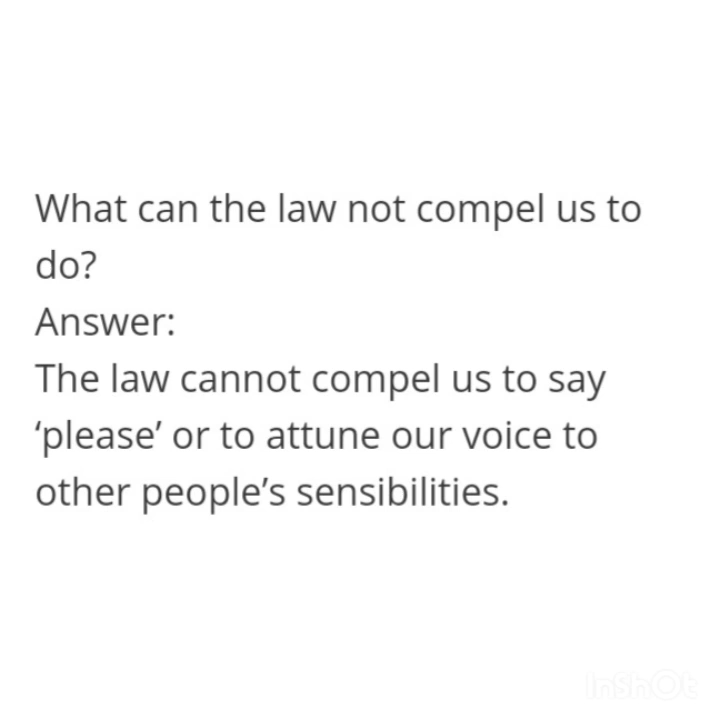 What can the law not compel us to
do?
Answer:
The law cannot compel us to say
‘please’ or to attune our voice to
other people’s sensibilities.
InShOt